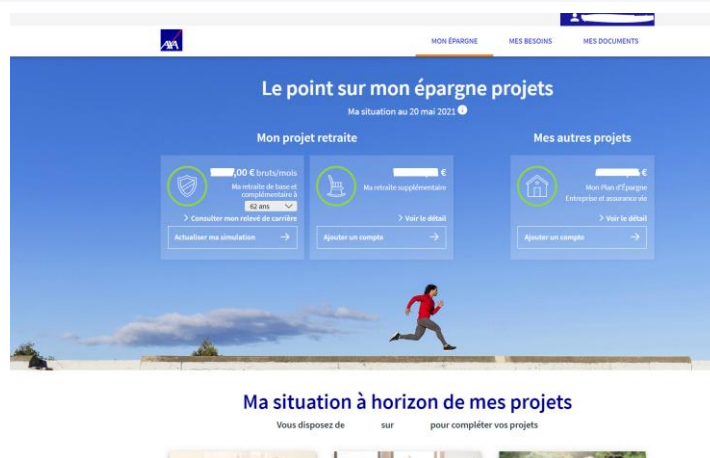 AXA
MON ÉPARGNE
MES BESOINS
MES DOCUMENTS
Le point sur mon épargne projets
Ma situation au 20 mai 2021
Mon projet retraite
Mes autres projets
,00 € bruts/mois
Ma retraite de base et
complémentaire à
62 ans
> Consulter mon relevé de carrière
Actualiser ma simulation →
€
Ma retraite supplémentaire
> Voir le détail
Ajouter un compte →
€
Mon Plan d'Épargne
Entreprise et assurance vie
> Voir le détail
Ajouter un compte →
Ma situation à horizon de mes projets
Vous disposez de sur pour compléter vos projets